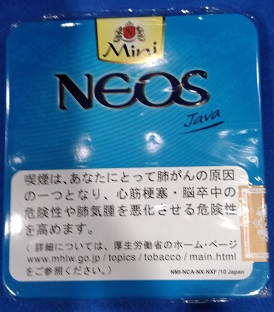 Mini
NEOS
Java
喫煙は、あなたにとって肺がんの原因
の一つとなり、心筋梗塞・脳卒中の
危険性や肺気腫を悪化させる危険性
を高めます。
( 詳細については、厚生労働省のホーム・ページ
www.mhlw.go.jp / topics / tobacco / main.html
をご参照ください。)
NMI-NCA-NX-NXF /10 Japan